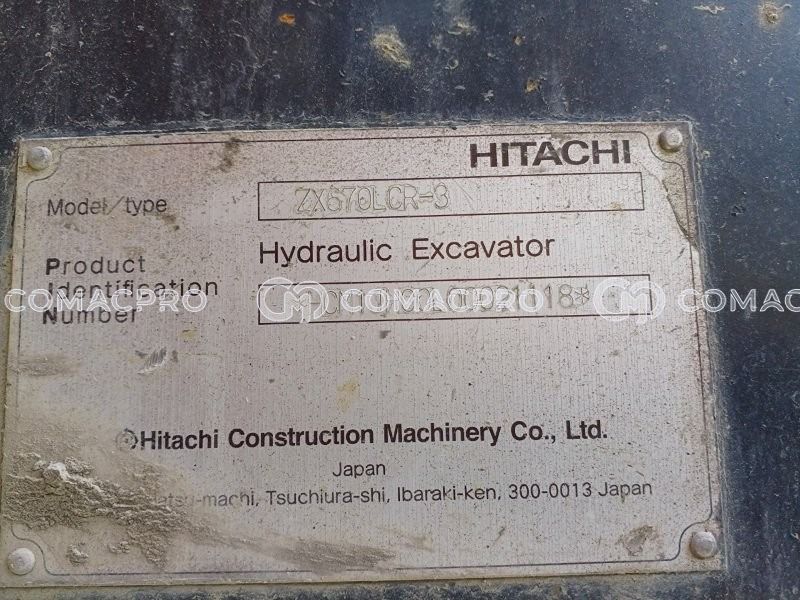 HITACHI
Model/type ZX670LCR-3
Hydraulic Excavator
Product
Identification
Number
COMACPRO COMACPRO COMACPRO
Hitachi Construction Machinery Co., Ltd.
Japan
Tsuchiura-shi, Ibaraki-ken, 300-0013 Japan